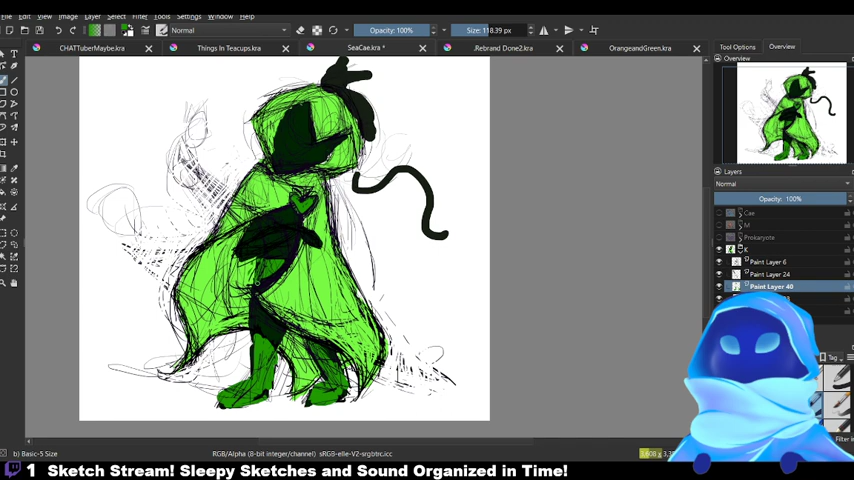 File Edit View Image Layer Select Filter Tools Settings Window Help
Normal Opacity: 100% Size: 118.39 px
CHATTuberMaybe.kra Things In Teacups.kra SeaCae.kra * .Rebrand Done2.kra OrangeandGreen.kra
Tool Options Overview
Overview
Layers
Normal
Opacity: 100%
Cae
M
Prokaryote
K
Paint Layer 6
Paint Layer 24
Paint Layer 40
Tag
Filter in
b) Basic-5 Size RGB/Alpha (8-bit integer/channel) sRGB-elle-V2-srgbtrc.icc
1 Sketch Stream! Sleepy Sketches and Sound Organized in Time!